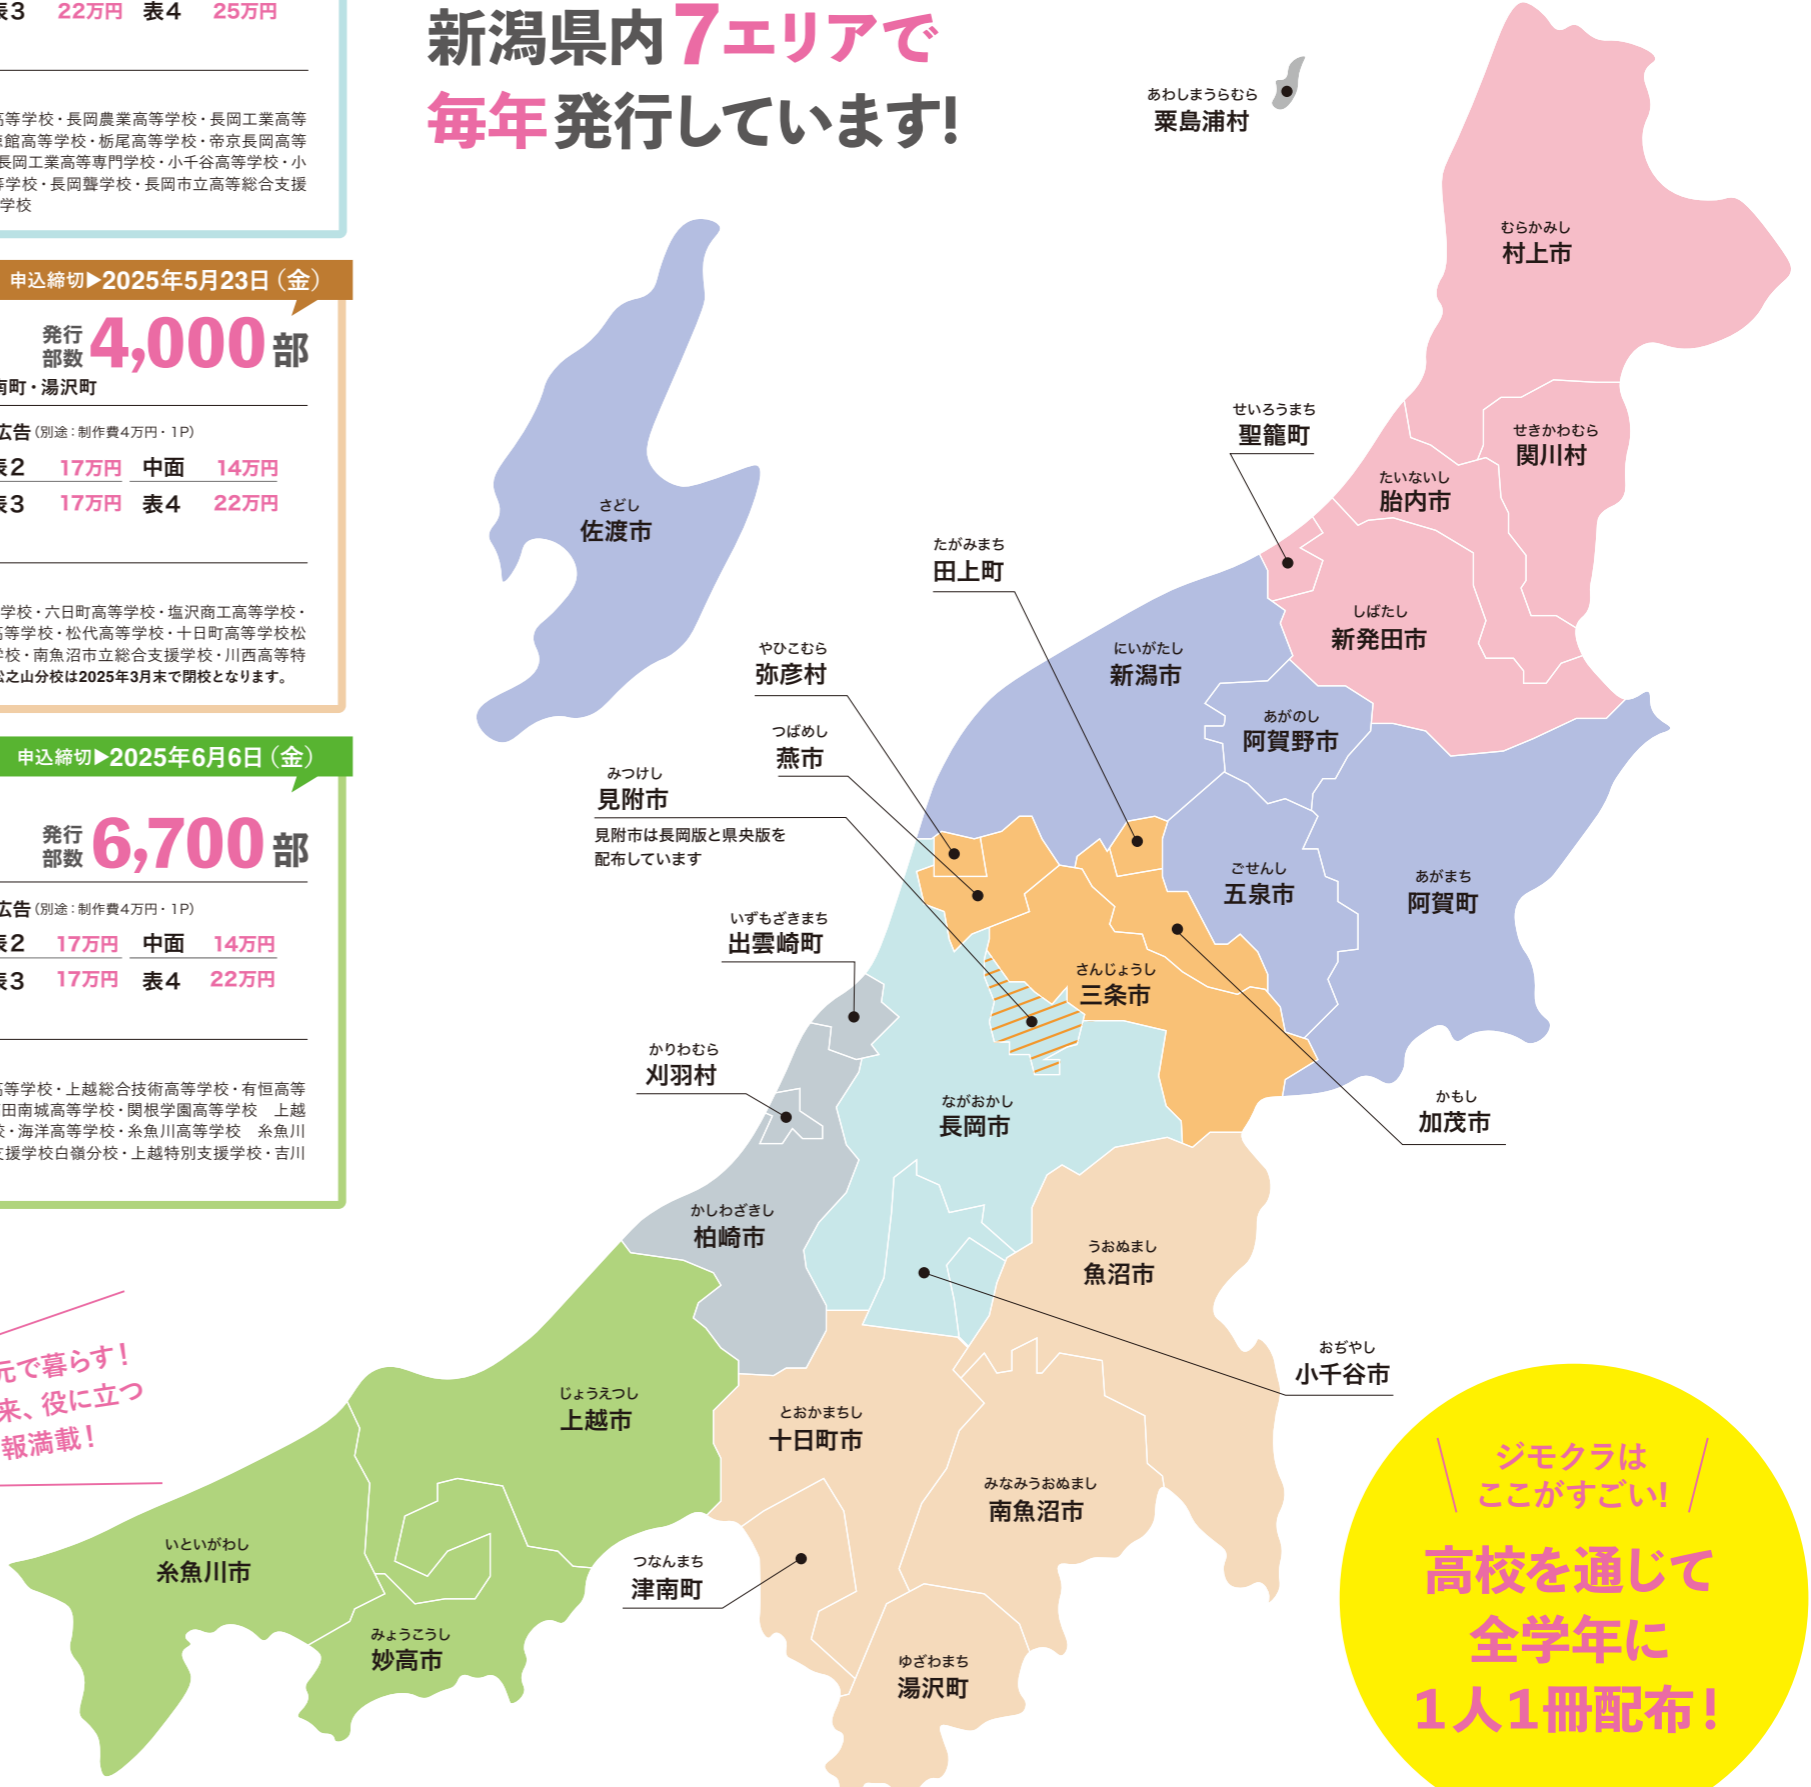 表3 22万円 表4 25万円
高等学校・長岡農業高等学校・長岡工業高等
館高等学校・栃尾高等学校・帝京長岡高等
長岡工業高等専門学校・小千谷高等学校・小
等学校・長岡聾学校・長岡市立高等総合支援
学校
申込締切▶2025年5月23日（金）
発行部数 4,000部
南町・湯沢町
広告（別途：制作費4万円・1P）
表2 17万円 中面 14万円
表3 17万円 表4 22万円
学校・六日町高等学校・塩沢商工高等学校・
高等学校・松代高等学校・十日町高等学校松
学校・南魚沼市立総合支援学校・川西高等特
松之山分校は2025年3月末で閉校となります。
申込締切▶2025年6月6日（金）
発行部数 6,700部
広告（別途：制作費4万円・1P）
表2 17万円 中面 14万円
表3 17万円 表4 22万円
高等学校・上越総合技術高等学校・有恒高等
田南城高等学校・関根学園高等学校 上越
校・海洋高等学校・糸魚川高等学校 糸魚川
支援学校白嶺分校・上越特別支援学校・吉川
元で暮らす！
来、役に立つ
報満載！
新潟県内7エリアで
毎年発行しています!
あわしまうらむら
粟島浦村
むらかみし
村上市
せきかわむら
関川村
せいろうまち
聖籠町
たいないし
胎内市
しばたし
新発田市
さどし
佐渡市
たがみまち
田上町
にいがたし
新潟市
やひこむら
弥彦村
あがのし
阿賀野市
つばめし
燕市
みつけし
見附市
見附市は長岡版と県央版を
配布しています
ごせんし
五泉市
あがまち
阿賀町
いずもざきまち
出雲崎町
さんじょうし
三条市
かりわむら
刈羽村
ながおかし
長岡市
かもし
加茂市
かしわざきし
柏崎市
うおぬまし
魚沼市
おぢやし
小千谷市
じょうえつし
上越市
とおかまちし
十日町市
みなみうおぬまし
南魚沼市
いといがわし
糸魚川市
つなんまち
津南町
みょうこうし
妙高市
ゆざわまち
湯沢町
ジモクラは
ここがすごい!
高校を通じて
全学年に
1人1冊配布！